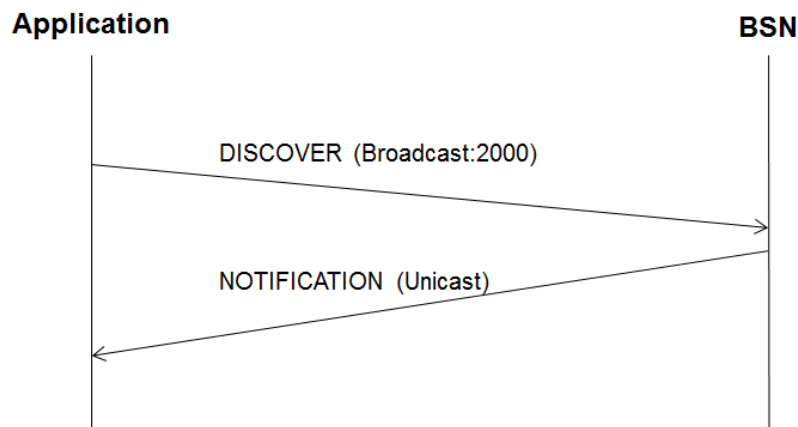 Application
BSN
DISCOVER (Broadcast:2000)
NOTIFICATION (Unicast)